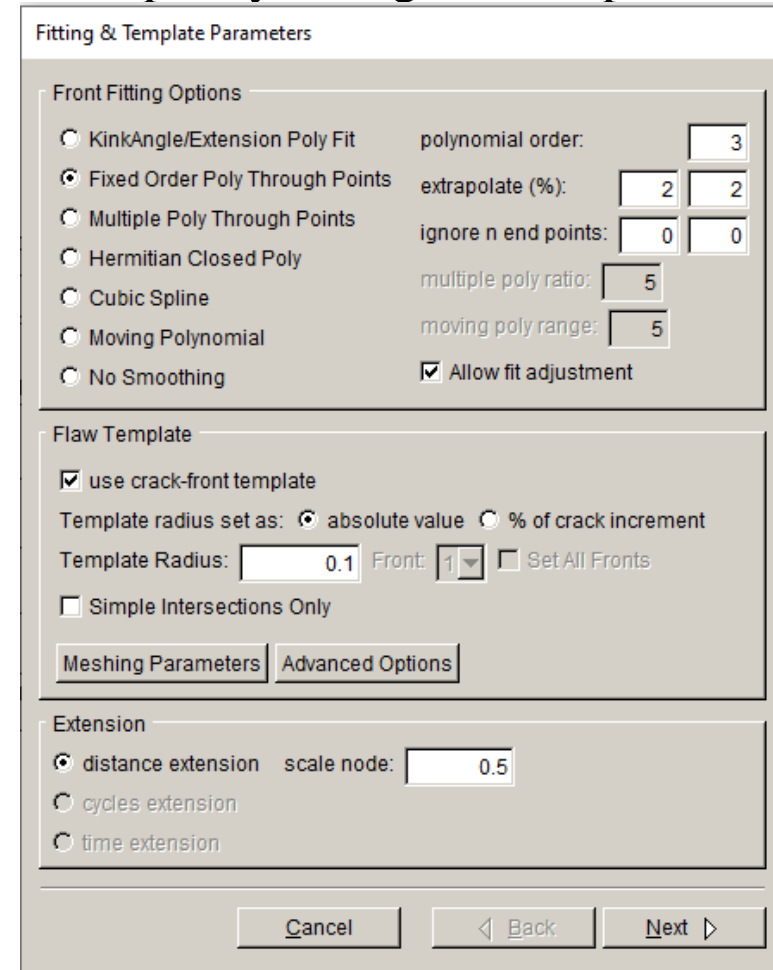 Fitting & Template Parameters
Front Fitting Options
KinkAngle/Extension Poly Fit
Fixed Order Poly Through Points
Multiple Poly Through Points
Hermitian Closed Poly
Cubic Spline
Moving Polynomial
No Smoothing
polynomial order: 3
extrapolate (%): 2 2
ignore n end points: 0 0
multiple poly ratio: 5
moving poly range: 5
Allow fit adjustment
Flaw Template
use crack-front template
Template radius set as: absolute value % of crack increment
Template Radius: 0.1 Front: 1 Set All Fronts
Simple Intersections Only
Meshing Parameters Advanced Options
Extension
distance extension scale node: 0.5
cycles extension
time extension
Cancel Back Next